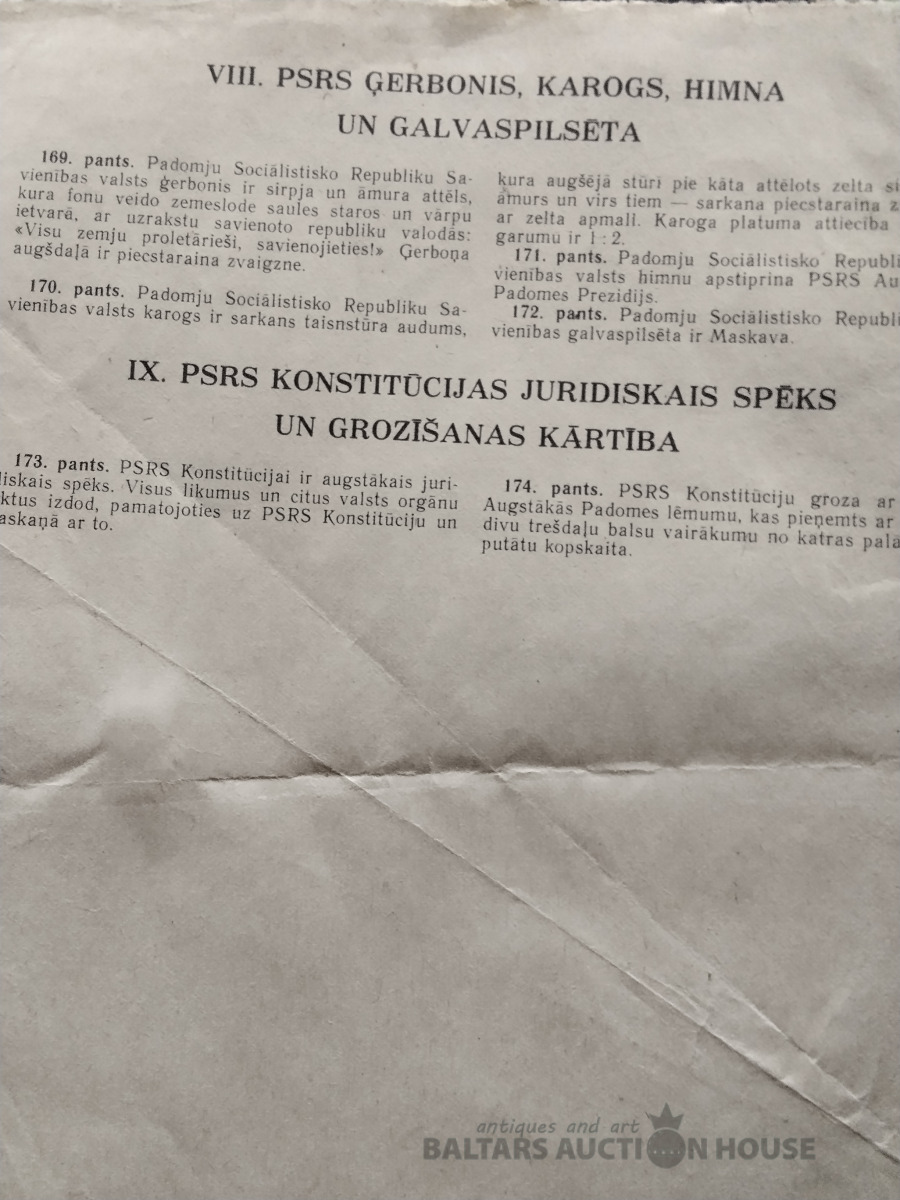 VIII. PSRS ĢERBONIS, KAROGS, HIMNA
UN GALVASPILSĒTA
169. pants. Padomju Sociālistisko Republiku Sa-
vienības valsts ģerbonis ir sirpja un āmura attēls,
kura fonu veido zemeslode saules staros un vārpu
ietvarā, ar uzrakstu savienoto republiku valodās:
«Visu zemju proletārieši, savienojieties!» Ģerboņa
augšdaļā ir piecstaraina zvaigzne.
170. pants. Padomju Sociālistisko Republiku Sa-
vienības valsts karogs ir sarkans taisnstūra audums,
kura augšējā stūrī pie kāta attēlots zelta
āmurs un virs tiem — sarkana piecstaraina
ar zelta apmali. Karoga platuma attiecība
garumu ir 1 : 2.
171. pants. Padomju Sociālistisko Republi
vienības valsts himnu apstiprina PSRS Au
Padomes Prezidijs.
172. pants. Padomju Sociālistisko Republi
vienības galvaspilsēta ir Maskava.
IX. PSRS KONSTITŪCIJAS JURIDISKAIS SPĒKS
UN GROZĪŠANAS KĀRTĪBA
173. pants. PSRS Konstitūcijai ir augstākais juri-
diskais spēks. Visus likumus un citus valsts orgānu
ktus izdod, pamatojoties uz PSRS Konstitūciju un
askaņā ar to.
174. pants. PSRS Konstitūciju groza ar
Augstākās Padomes lēmumu, kas pieņemts ar
divu trešdaļu balsu vairākumu no katras pala
putātu kopskaita.
antiques and art
BALTARS AUCTION HOUSE